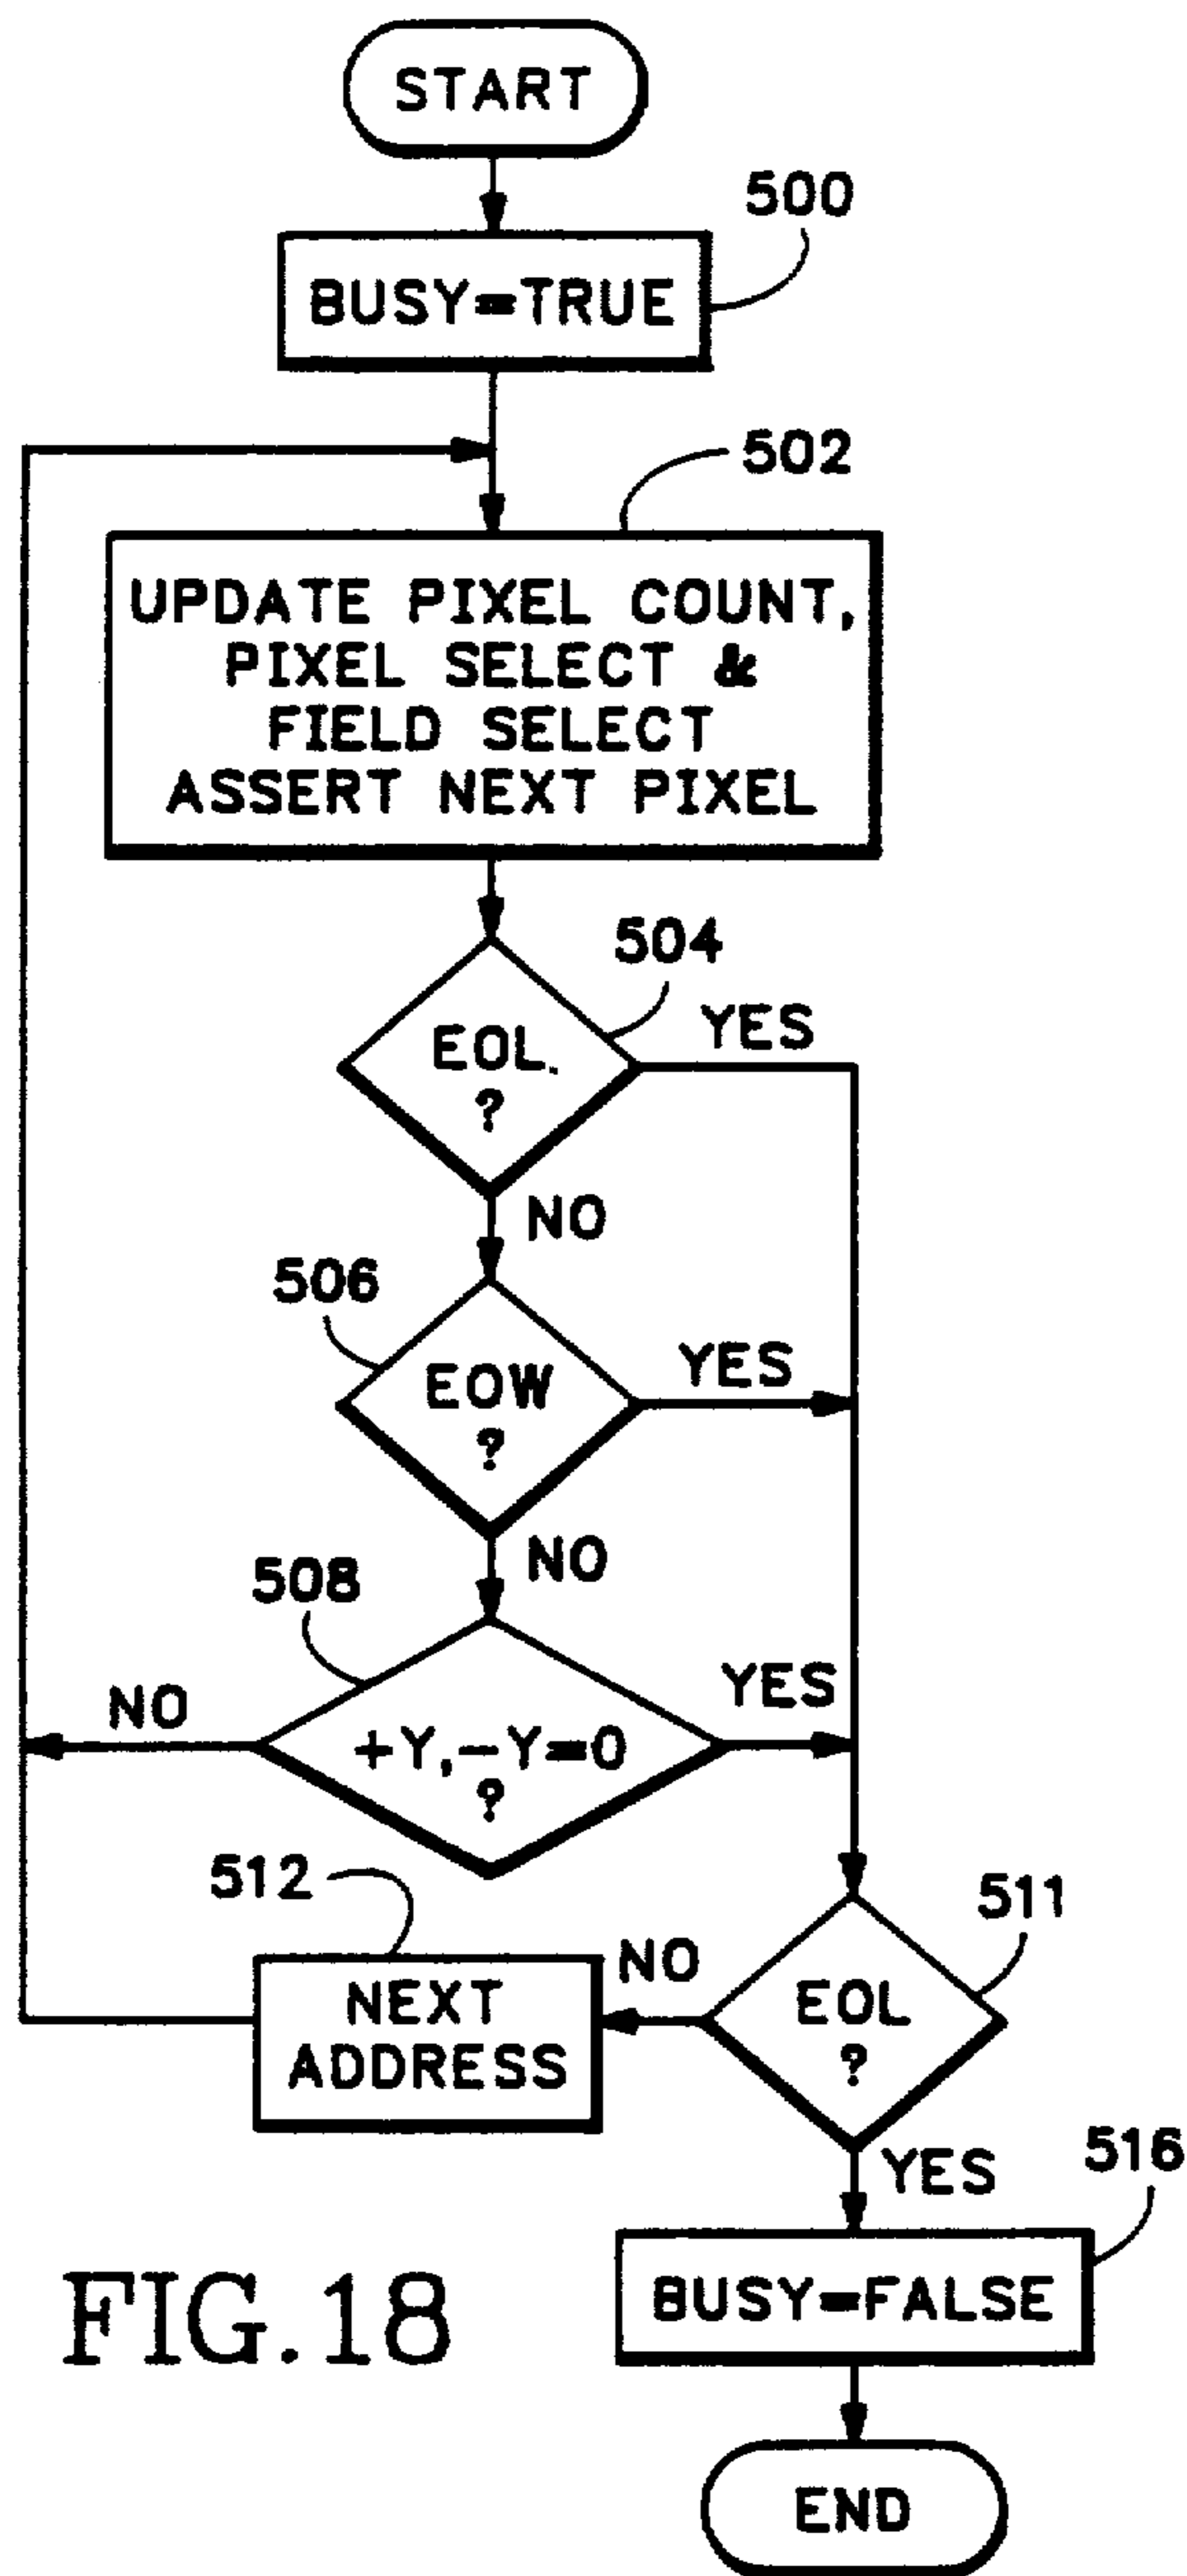 START
500
BUSY=TRUE
502
UPDATE PIXEL COUNT,
PIXEL SELECT &
FIELD SELECT
ASSERT NEXT PIXEL
504
EOL.
?
YES
NO
506
EOW
?
YES
NO
508
+Y,-Y=0
?
NO
YES
512
NEXT
ADDRESS
NO
511
EOL
?
YES
516
BUSY=FALSE
END
FIG.18